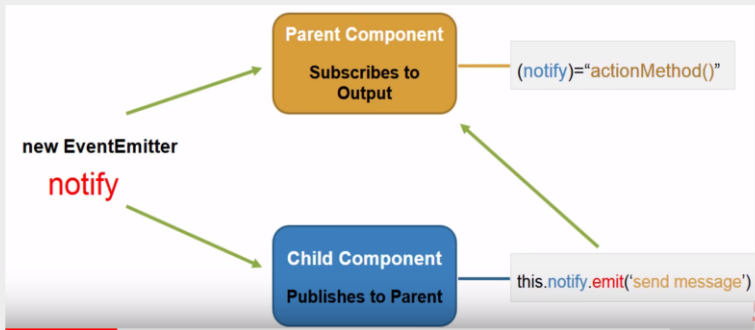 Parent Component
Subscribes to
Output
(notify)=“actionMethod()”
new EventEmitter
notify
Child Component
Publishes to Parent
this.notify.emit(‘send message’)